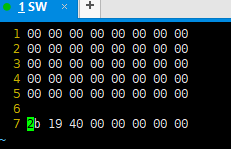 1 SW × +
1 00 00 00 00 00 00 00 00
2 00 00 00 00 00 00 00 00
3 00 00 00 00 00 00 00 00
4 00 00 00 00 00 00 00 00
5 00 00 00 00 00 00 00 00
6
7 2b 19 40 00 00 00 00 00
~